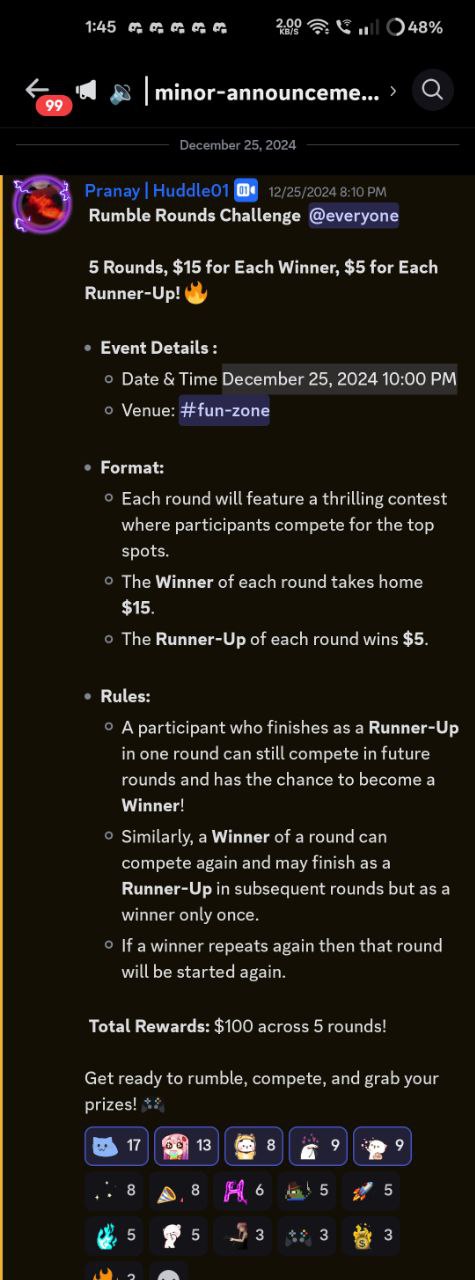 1:45 2.00 KB/S 48%
99 | minor-announceme...
December 25, 2024
Pranay | Huddle01 01 12/25/2024 8:10 PM
Rumble Rounds Challenge @everyone
5 Rounds, $15 for Each Winner, $5 for Each
Runner-Up! 🔥
• Event Details :
○ Date & Time December 25, 2024 10:00 PM
○ Venue: #fun-zone
• Format:
○ Each round will feature a thrilling contest
where participants compete for the top
spots.
○ The Winner of each round takes home
$15.
○ The Runner-Up of each round wins $5.
• Rules:
○ A participant who finishes as a Runner-Up
in one round can still compete in future
rounds and has the chance to become a
Winner!
○ Similarly, a Winner of a round can
compete again and may finish as a
Runner-Up in subsequent rounds but as a
winner only once.
○ If a winner repeats again then that round
will be started again.
Total Rewards: $100 across 5 rounds!
Get ready to rumble, compete, and grab your
prizes! 🎮
17 13 8 9 9
8 8 6 5 5
5 5 3 3 3
3